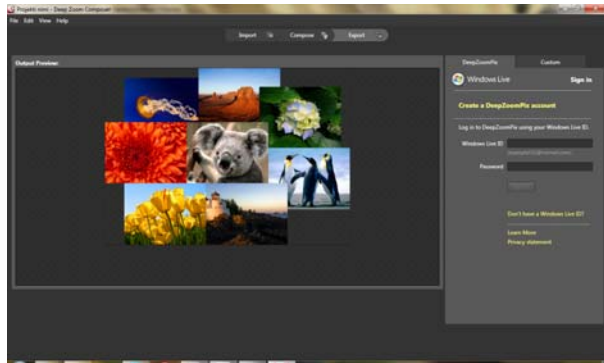 Projekti nimi - Deep Zoom Composer
File Edit View Help
Import Compose Export
Output Preview:
DeepZoomPix Custom
Windows Live Sign in
Create a DeepZoomPix account
Log in to DeepZoomPix using your Windows Live ID.
Windows Live ID
Password
Don't have a Windows Live ID?
Learn More
Privacy statement